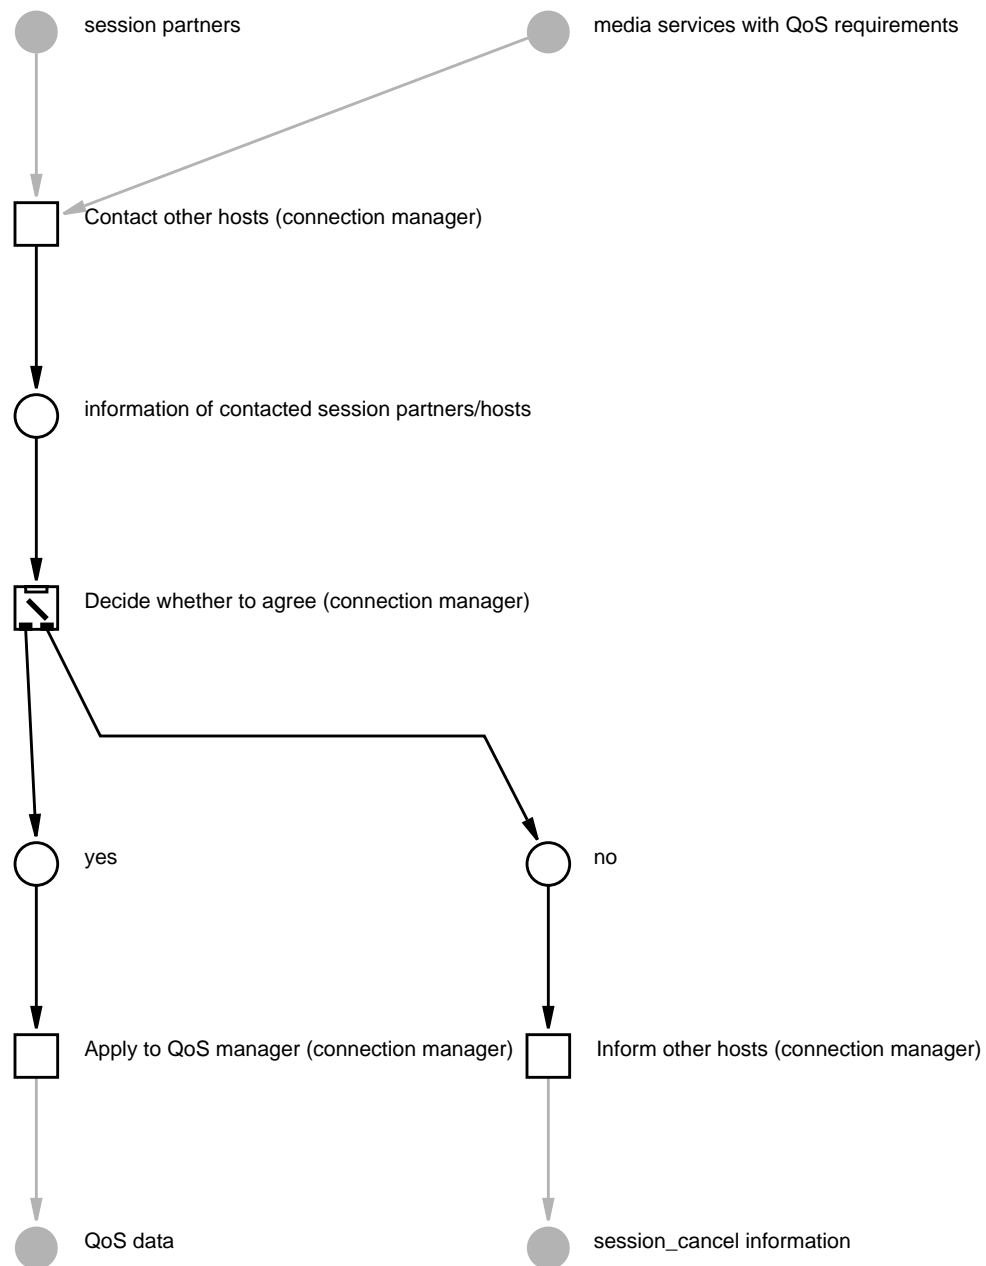 session partners
media services with QoS requirements
Contact other hosts (connection manager)
information of contacted session partners/hosts
Decide whether to agree (connection manager)
yes
no
Apply to QoS manager (connection manager)
Inform other hosts (connection manager)
QoS data
session_cancel information